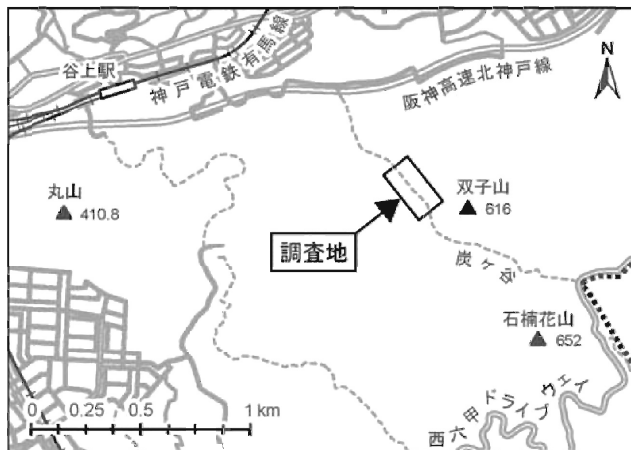 谷上駅
神戸電鉄有馬線
阪神高速北神戸線
N
丸山
410.8
双子山
616
調査地
炭ヶ谷
石楠花山
652
西六甲ドライブウェイ
0 0.25 0.5 1 km